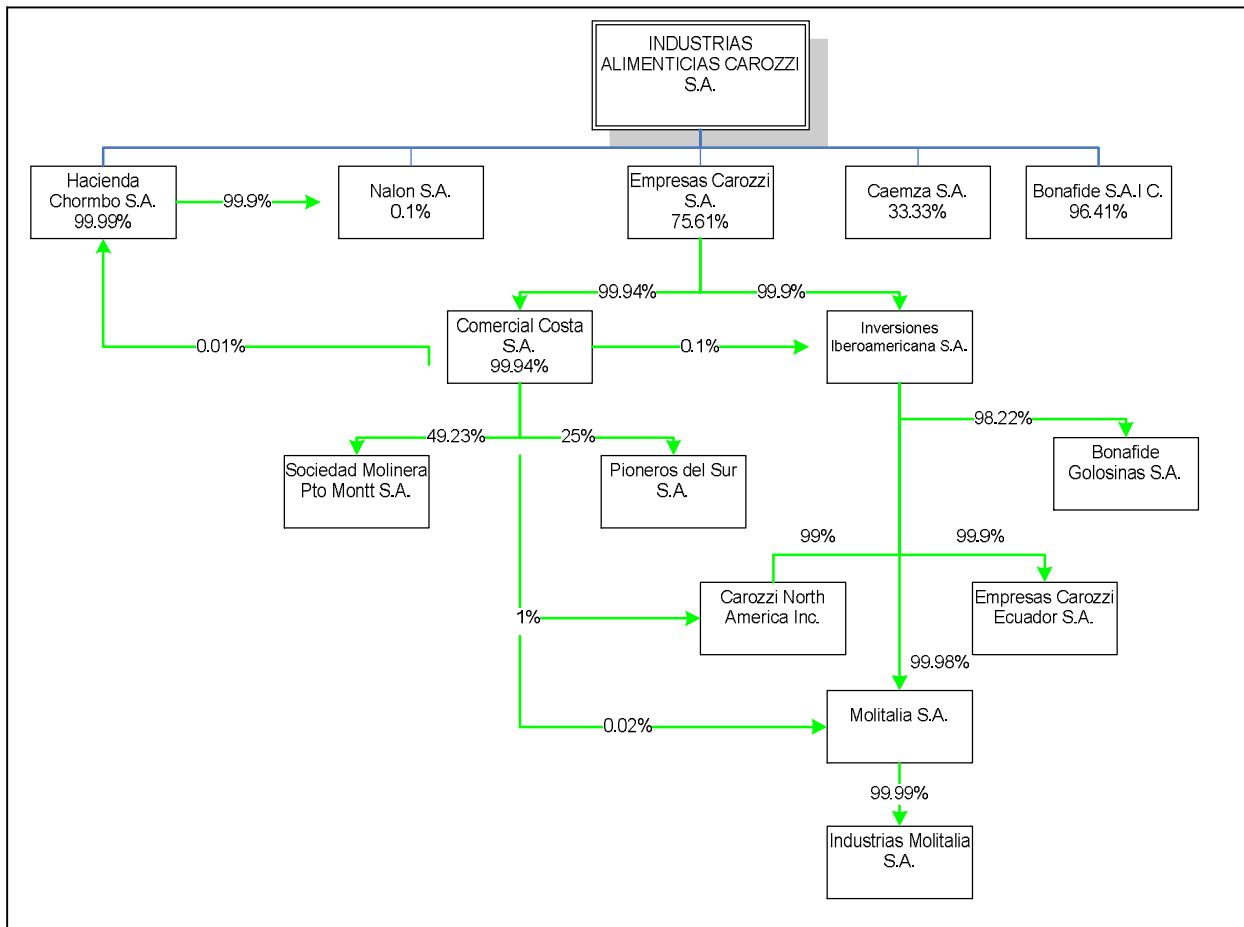 INDUSTRIAS
ALIMENTICIAS CAROZZI
S.A.
Hacienda
Chormbo S.A.
99.99%
99.9%
Nalon S.A.
0.1%
Empresas Carozzi
S.A.
75.61%
Caemza S.A.
33.33%
Bonafide S.A.I C.
96.41%
99.94%
99.9%
0.01%
Comercial Costa
S.A.
99.94%
0.1%
Inversiones
Iberoamericana S.A.
49.23%
25%
98.22%
Sociedad Molinera
Pto Montt S.A.
Pioneros del Sur
S.A.
Bonafide
Golosinas S.A.
99%
99.9%
1%
Carozzi North
America Inc.
Empresas Carozzi
Ecuador S.A.
99.98%
0.02%
Molitalia S.A.
99.99%
Industrias Molitalia
S.A.